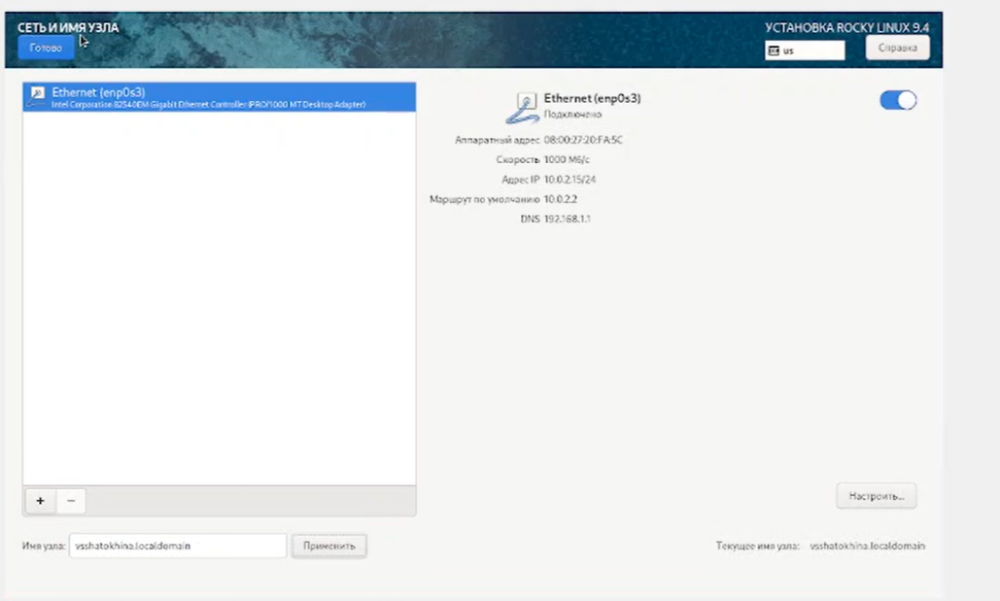 СЕТЬ И ИМЯ УЗЛА
УСТАНОВКА ROCKY LINUX 9.4
Готово
us
Справка
Ethernet (enp0s3)
Intel Corporation 82540EM Gigabit Ethernet Controller (PRO/1000 MT Desktop Adapter)
Ethernet (enp0s3)
Подключено
Аппаратный адрес 08:00:27:20:FA:5C
Скорость 1000 Мб/с
Адрес IP 10.0.2.15/24
Маршрут по умолчанию 10.0.2.2
DNS 192.168.1.1
+ −
Настроить...
Имя узла: vsshatokhina.localdomain Применить
Текущее имя узла: vsshatokhina.localdomain